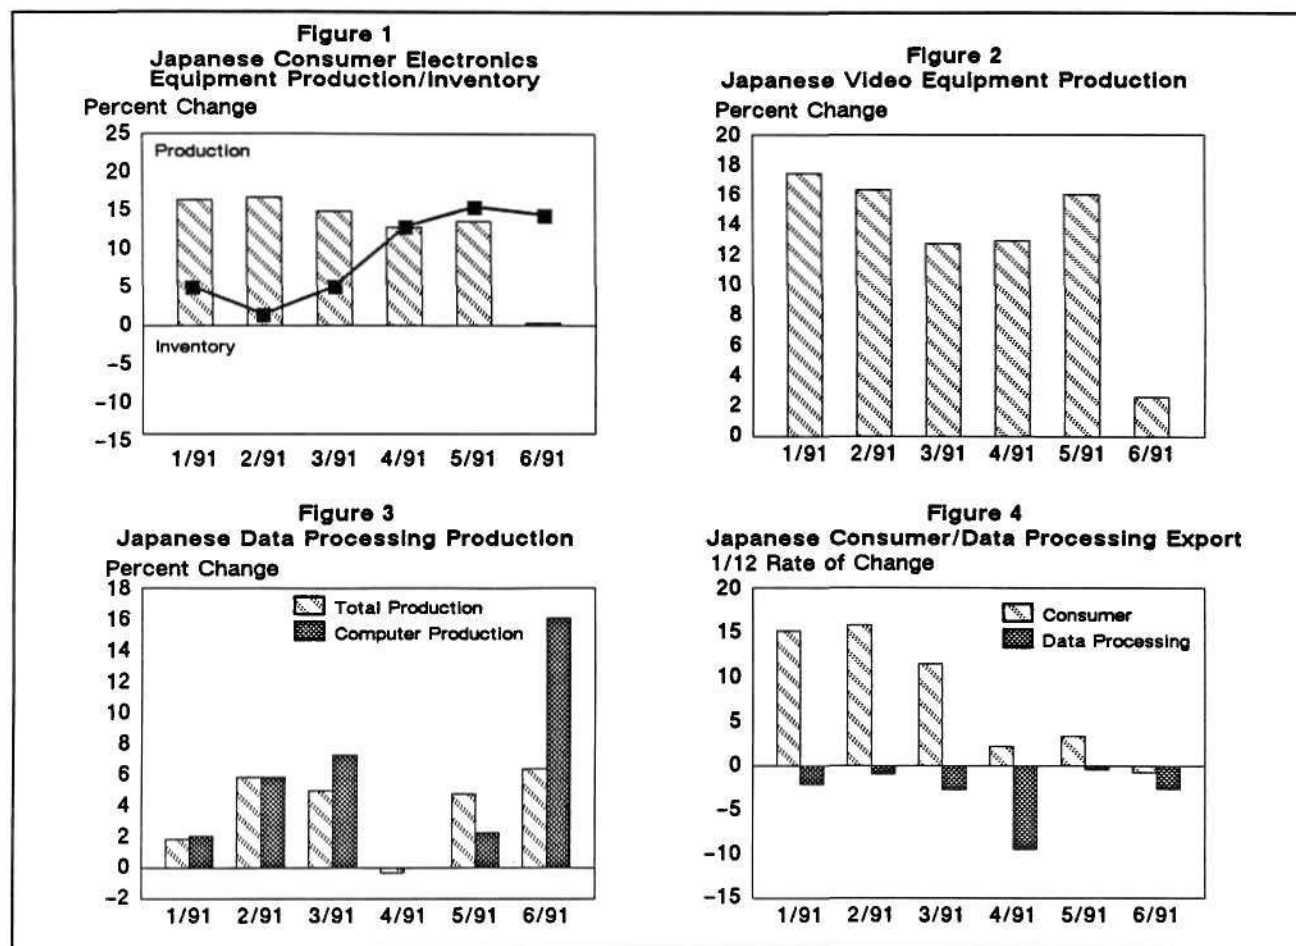 Figure 1
Japanese Consumer Electronics
Equipment Production/Inventory
Percent Change
25
20
15
10
5
0
-5
-10
-15
Production
Inventory
1/91 2/91 3/91 4/91 5/91 6/91
Figure 2
Japanese Video Equipment Production
Percent Change
20
18
16
14
12
10
8
6
4
2
0
1/91 2/91 3/91 4/91 5/91 6/91
Figure 3
Japanese Data Processing Production
Percent Change
18
16
14
12
10
8
6
4
2
0
-2
Total Production
Computer Production
1/91 2/91 3/91 4/91 5/91 6/91
Figure 4
Japanese Consumer/Data Processing Export
1/12 Rate of Change
20
15
10
5
0
-5
-10
-15
Consumer
Data Processing
1/91 2/91 3/91 4/91 5/91 6/91